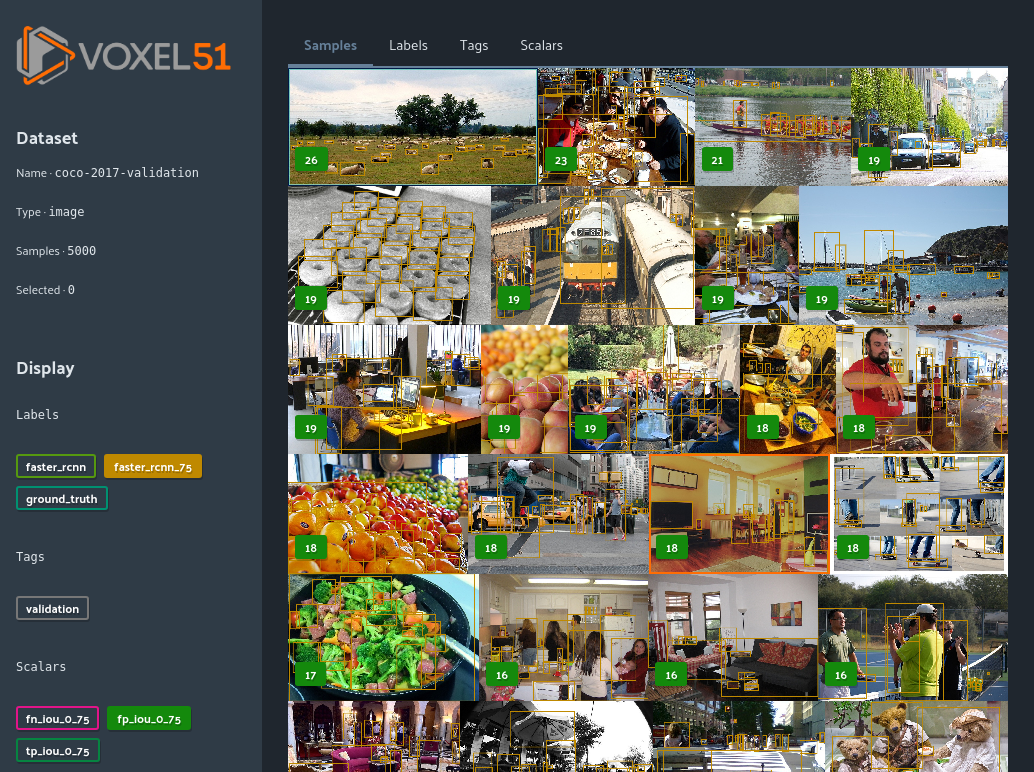 VOXEL51
Dataset
Name · coco-2017-validation
Type · image
Samples · 5000
Selected · 0
Display
Labels
faster_rcnn
faster_rcnn_75
ground_truth
Tags
validation
Scalars
fn_iou_0_75
fp_iou_0_75
tp_iou_0_75
Samples Labels Tags Scalars
26 23 21 19
19 19 19 19
19 19 19 18 18
18 18 18 18
17 16 16 16